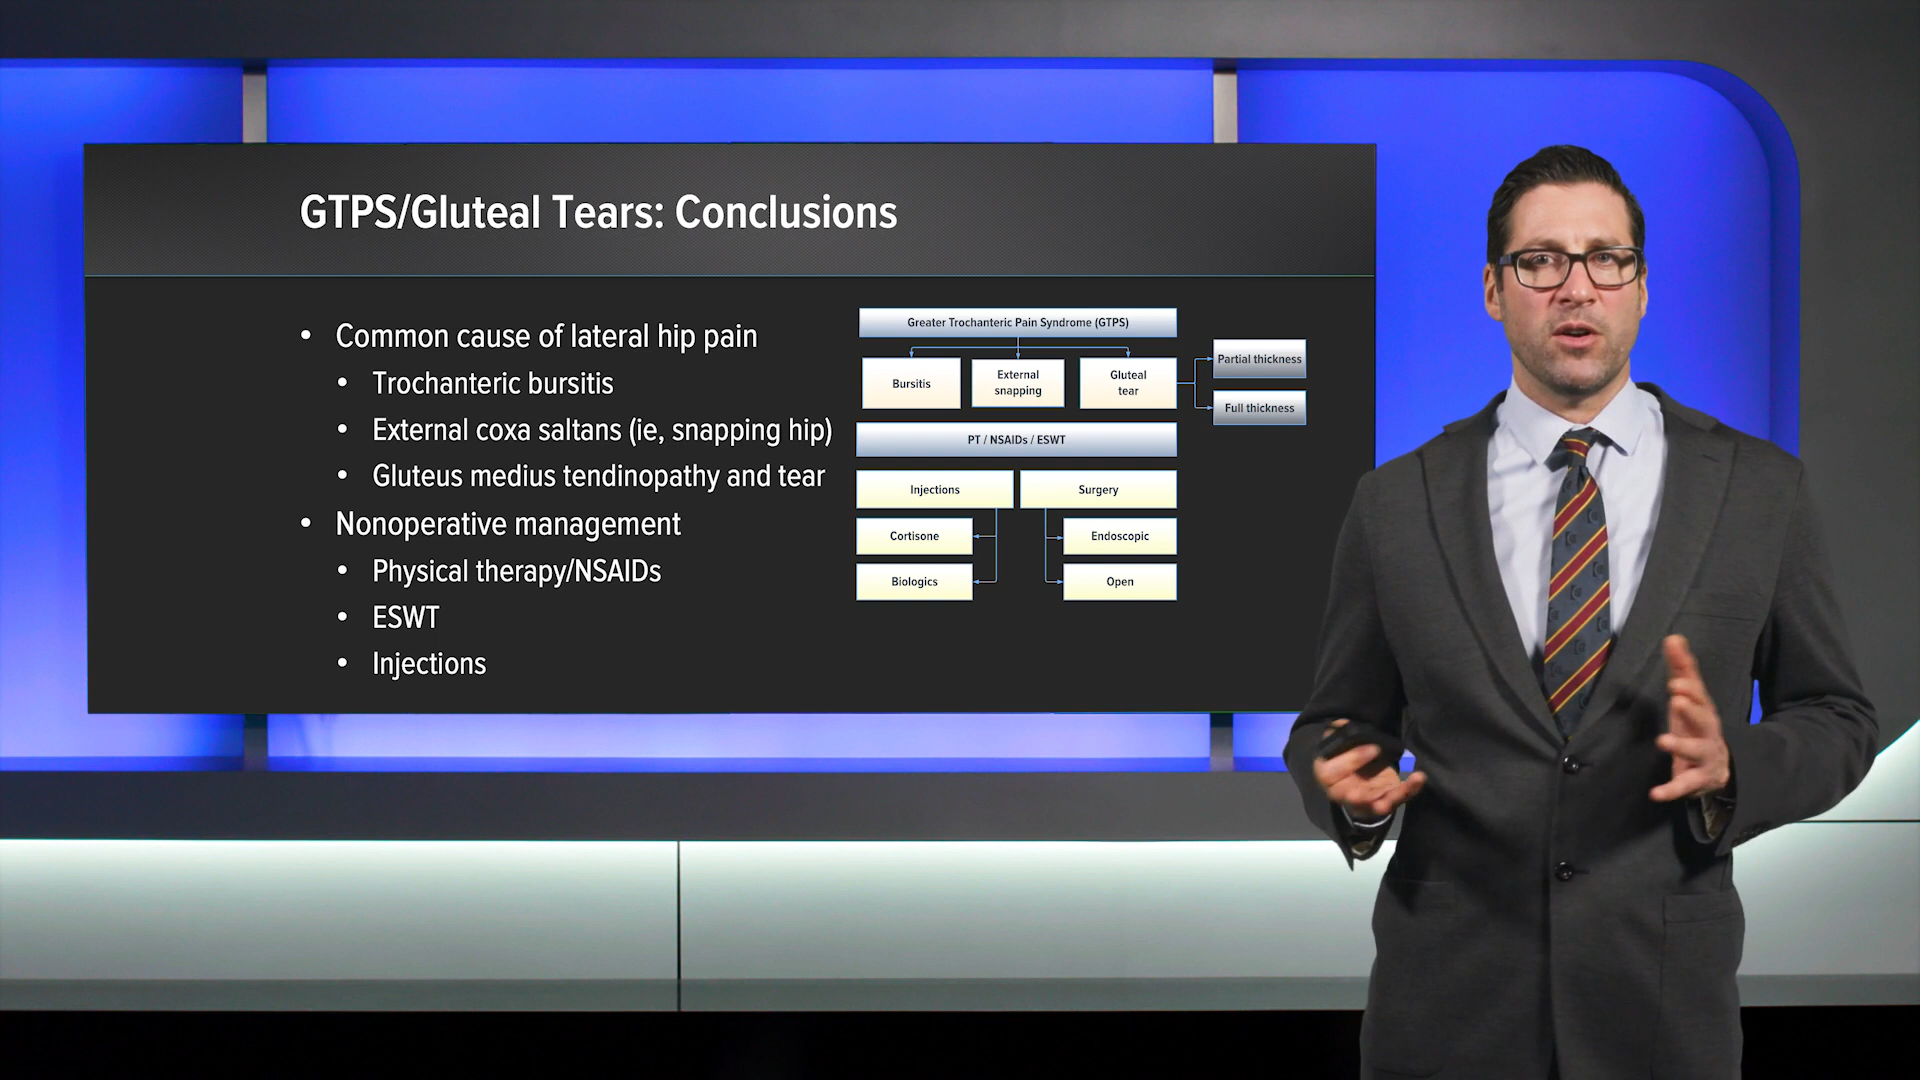 GTPS/Gluteal Tears: Conclusions
• Common cause of lateral hip pain
• Trochanteric bursitis
• External coxa saltans (ie, snapping hip)
• Gluteus medius tendinopathy and tear
• Nonoperative management
• Physical therapy/NSAIDs
• ESWT
• Injections
Greater Trochanteric Pain Syndrome (GTPS)
Bursitis
External
snapping
Gluteal
tear
Partial thickness
Full thickness
PT / NSAIDs / ESWT
Injections
Surgery
Cortisone
Endoscopic
Biologics
Open